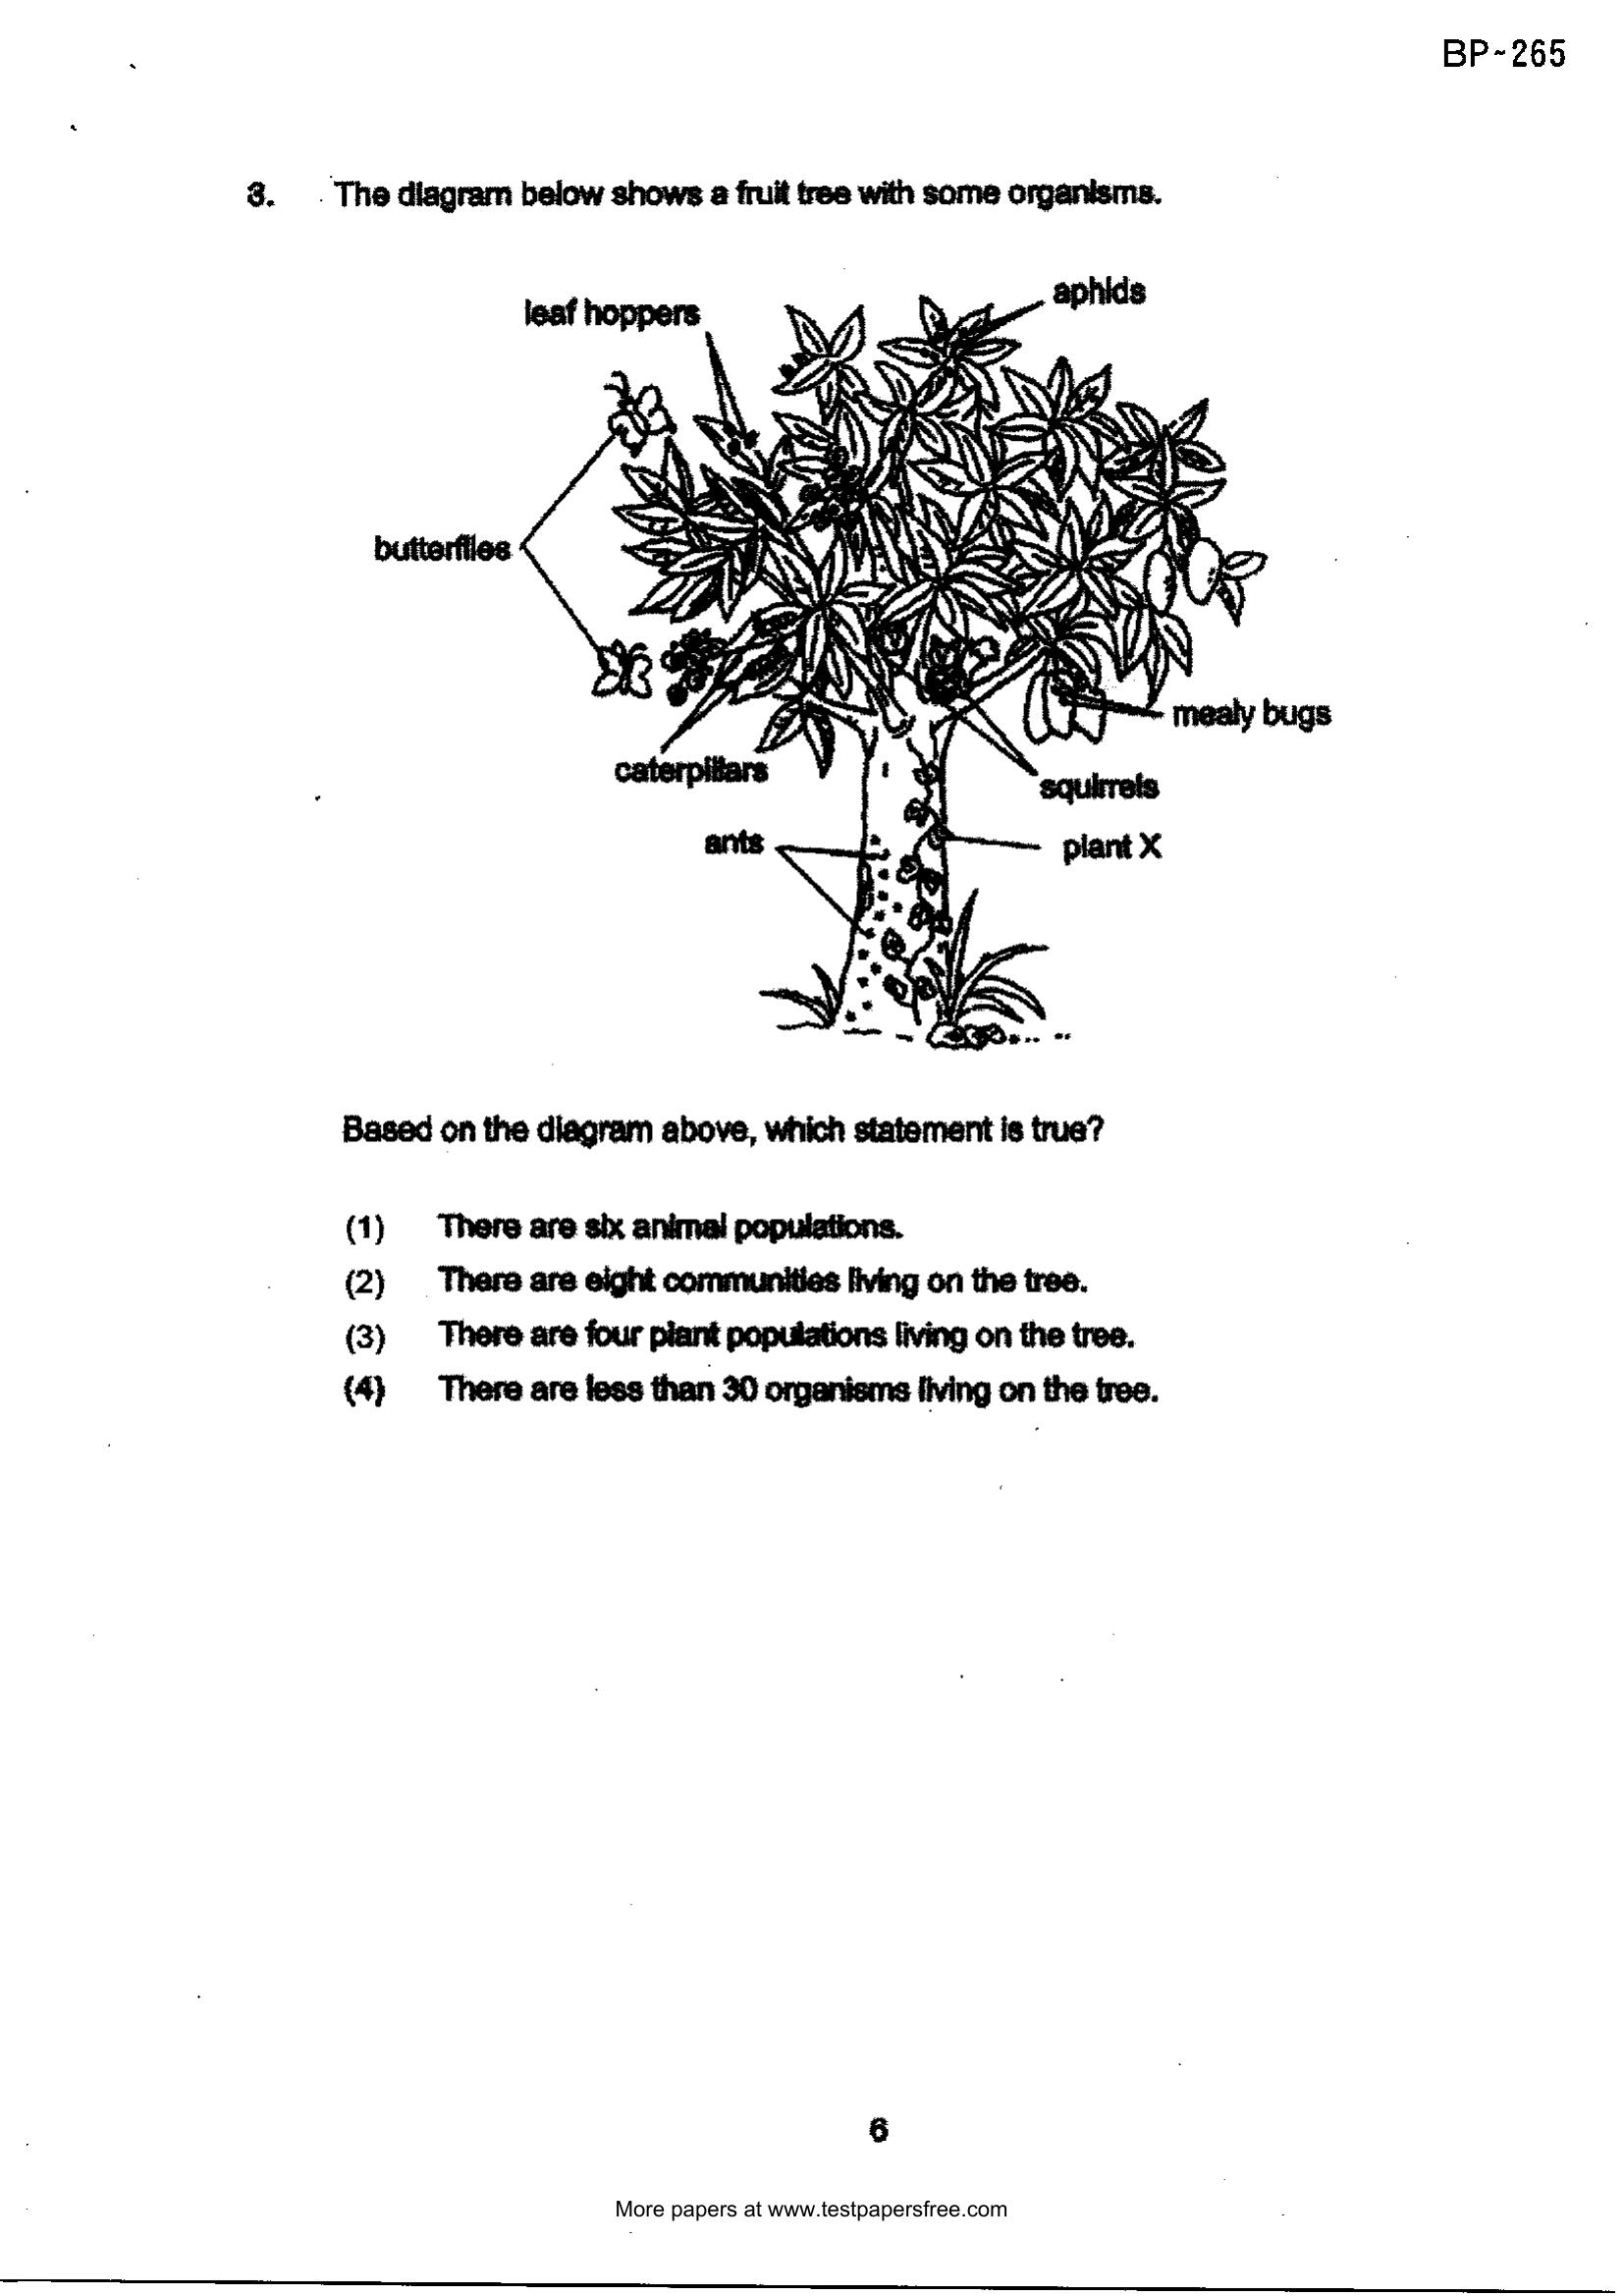 BP~265
3. The diagram below shows a fruit tree with some organisms.
aphids
leaf hoppers
butterflies
mealy bugs
caterpillars
squirrels
ants
plant X
Based on the diagram above, which statement is true?
(1) There are six animal populations.
(2) There are eight communities living on the tree.
(3) There are four plant populations living on the tree.
(4) There are less than 30 organisms living on the tree.
6
More papers at www.testpapersfree.com